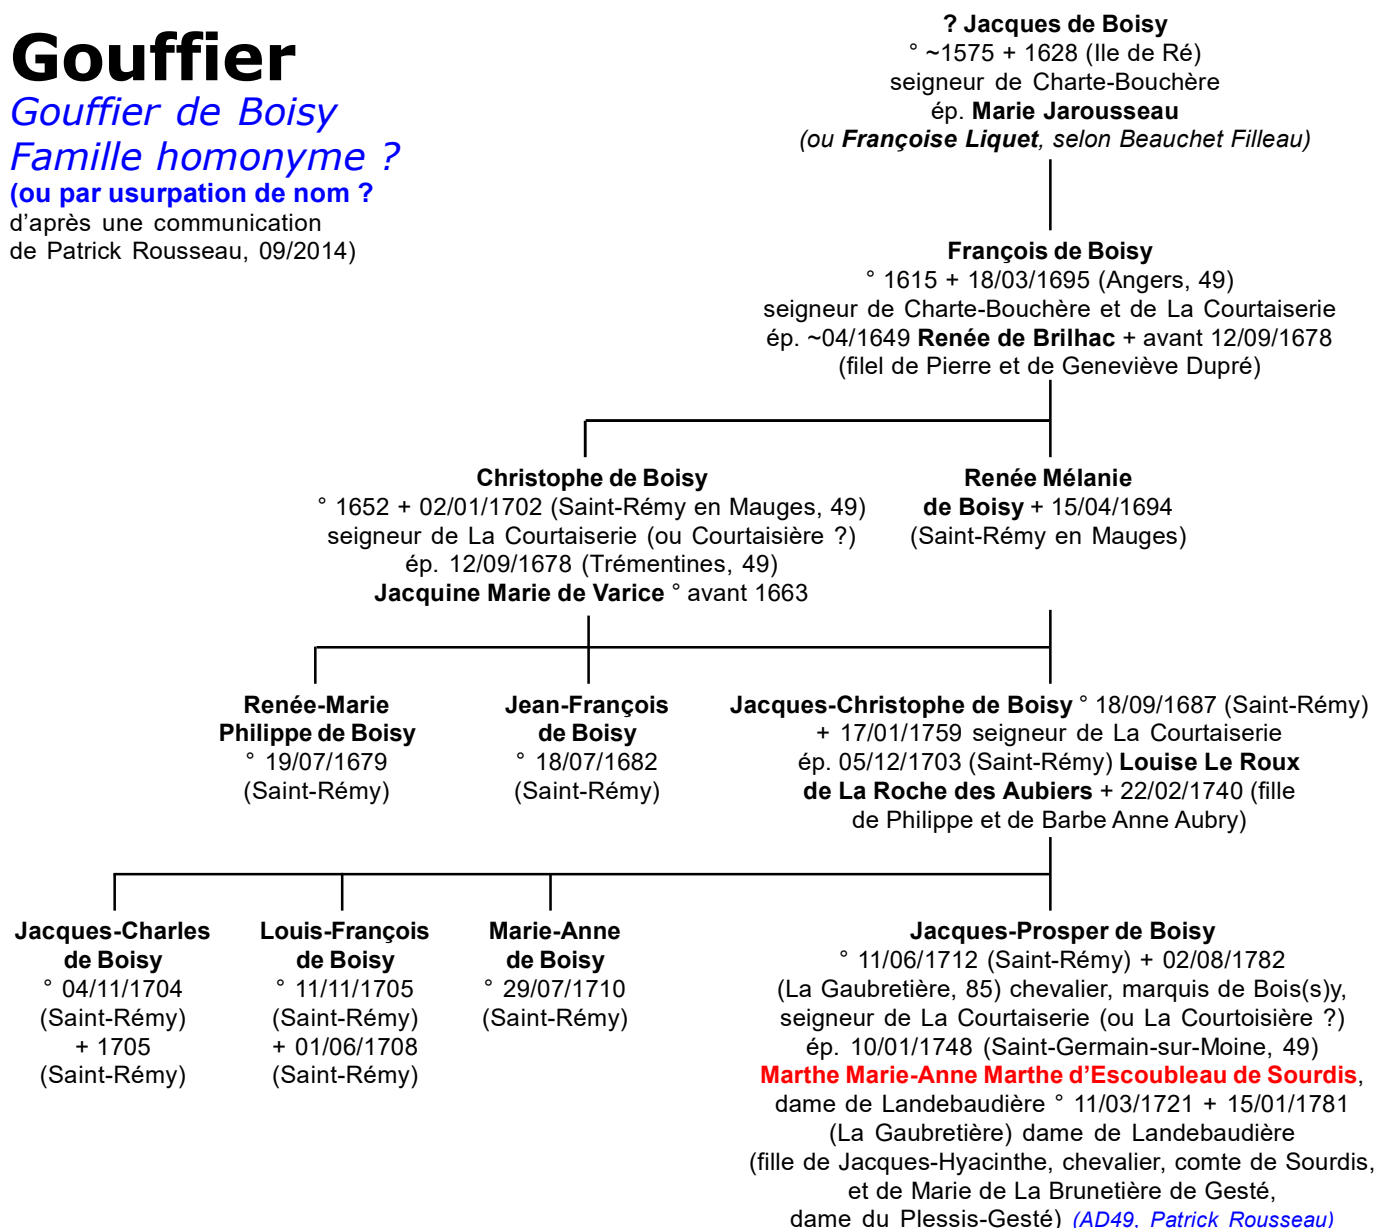 Gouffier
Gouffier de Boisy
Famille homonyme ?
(ou par usurpation de nom ?
d'après une communication
de Patrick Rousseau, 09/2014)
? Jacques de Boisy
° ~1575 + 1628 (Ile de Ré)
seigneur de Charte-Bouchère
ép. Marie Jarousseau
(ou Françoise Liquet, selon Beauchet Filleau)
François de Boisy
° 1615 + 18/03/1695 (Angers, 49)
seigneur de Charte-Bouchère et de La Courtaiserie
ép. ~04/1649 Renée de Brilhac + avant 12/09/1678
(filel de Pierre et de Geneviève Dupré)
Christophe de Boisy
° 1652 + 02/01/1702 (Saint-Rémy en Mauges, 49)
seigneur de La Courtaiserie (ou Courtaisière ?)
ép. 12/09/1678 (Trémentines, 49)
Jacquine Marie de Varice ° avant 1663
Renée Mélanie
de Boisy + 15/04/1694
(Saint-Rémy en Mauges)
Renée-Marie
Philippe de Boisy
° 19/07/1679
(Saint-Rémy)
Jean-François
de Boisy
° 18/07/1682
(Saint-Rémy)
Jacques-Christophe de Boisy ° 18/09/1687 (Saint-Rémy)
+ 17/01/1759 seigneur de La Courtaiserie
ép. 05/12/1703 (Saint-Rémy) Louise Le Roux
de La Roche des Aubiers + 22/02/1740 (fille
de Philippe et de Barbe Anne Aubry)
Jacques-Charles
de Boisy
° 04/11/1704
(Saint-Rémy)
+ 1705
(Saint-Rémy)
Louis-François
de Boisy
° 11/11/1705
(Saint-Rémy)
+ 01/06/1708
(Saint-Rémy)
Marie-Anne
de Boisy
° 29/07/1710
(Saint-Rémy)
Jacques-Prosper de Boisy
° 11/06/1712 (Saint-Rémy) + 02/08/1782
(La Gaubretière, 85) chevalier, marquis de Bois(s)y,
seigneur de La Courtaiserie (ou La Courtoisière ?)
ép. 10/01/1748 (Saint-Germain-sur-Moine, 49)
Marthe Marie-Anne Marthe d'Escoubleau de Sourdis,
dame de Landebaudière ° 11/03/1721 + 15/01/1781
(La Gaubretière) dame de Landebaudière
(fille de Jacques-Hyacinthe, chevalier, comte de Sourdis,
et de Marie de La Brunetière de Gesté,
dame du Plessis-Gesté) (AD49, Patrick Rousseau)